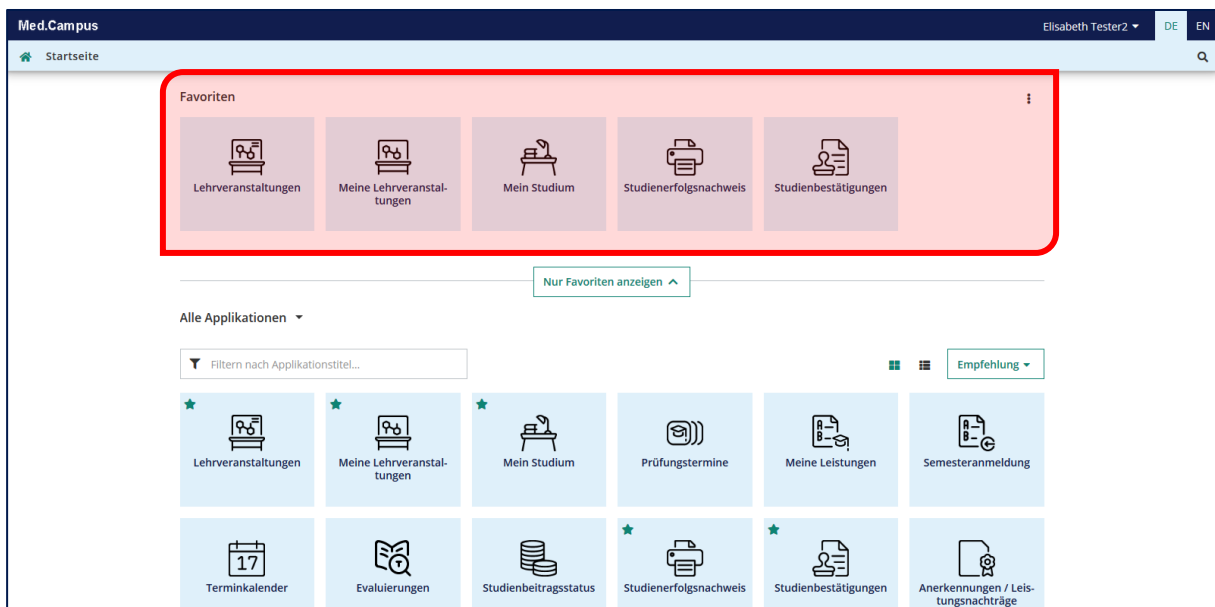 Med.Campus
Elisabeth Tester2
DE
EN
Startseite
Favoriten
Lehrveranstaltungen
Meine Lehrveranstal-
tungen
Mein Studium
Studienerfolgsnachweis
Studienbestätigungen
Nur Favoriten anzeigen
Alle Applikationen
Filtern nach Applikationstitel...
Empfehlung
Lehrveranstaltungen
Meine Lehrveranstal-
tungen
Mein Studium
Prüfungstermine
A
B
Meine Leistungen
A
B
Semesteranmeldung
17
Terminkalender
T
Evaluierungen
Studienbeitragsstatus
Studienerfolgsnachweis
Studienbestätigungen
Anerkennungen / Leis-
tungsnachträge